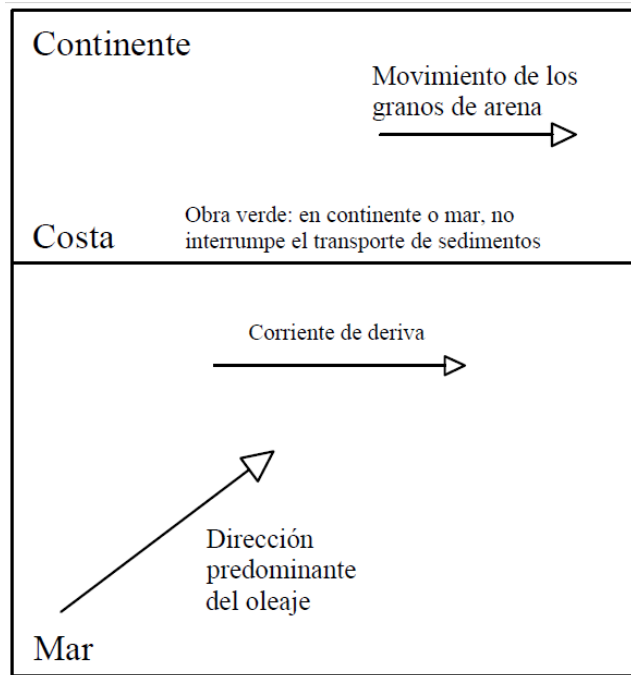 Continente
Movimiento de los
granos de arena
Obra verde: en continente o mar, no
interrumpe el transporte de sedimentos
Costa
Corriente de deriva
Dirección
predominante
del oleaje
Mar